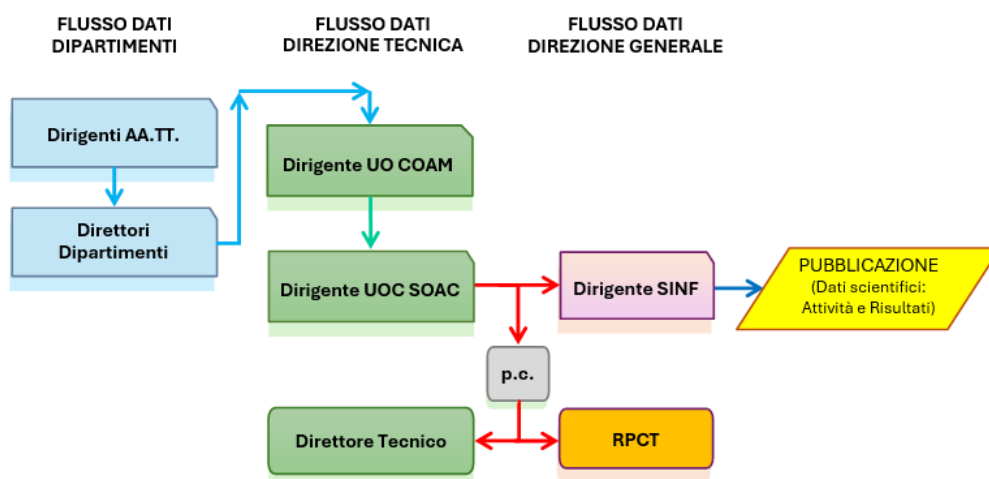 FLUSSO DATI
DIPARTIMENTI
FLUSSO DATI
DIREZIONE TECNICA
FLUSSO DATI
DIREZIONE GENERALE
Dirigenti AA.TT.
Direttori
Dipartimenti
Dirigente UO COAM
Dirigente UOC SOAC
Dirigente SINF
PUBBLICAZIONE
(Dati scientifici:
Attività e Risultati)
p.c.
Direttore Tecnico
RPCT